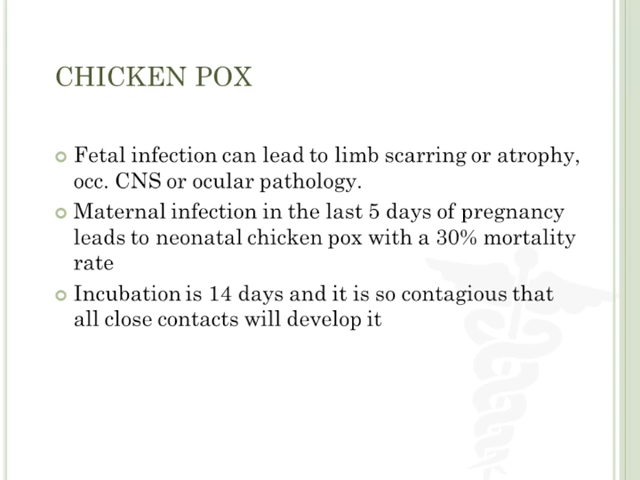 CHICKEN POX
Fetal infection can lead to limb scarring or atrophy,
occ. CNS or ocular pathology.
Maternal infection in the last 5 days of pregnancy
leads to neonatal chicken pox with a 30% mortality
rate
Incubation is 14 days and it is so contagious that
all close contacts will develop it